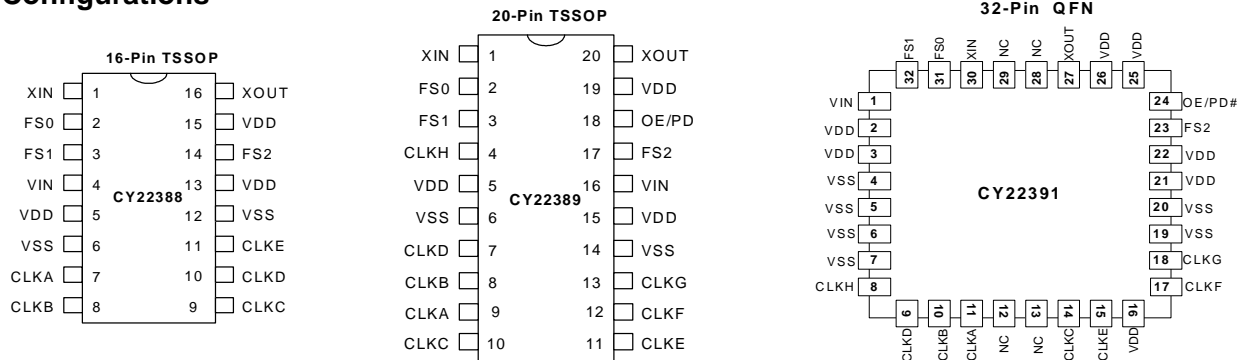 Configurations
16-Pin TSSOP
XIN 1 16 XOUT
FS0 2 15 VDD
FS1 3 14 FS2
VIN 4 13 VDD
CY22388
VDD 5 12 VSS
VSS 6 11 CLKE
CLKA 7 10 CLKD
CLKB 8 9 CLKC
20-Pin TSSOP
XIN 1 20 XOUT
FS0 2 19 VDD
FS1 3 18 OE/PD
CLKH 4 17 FS2
VDD 5 16 VIN
CY22389
VSS 6 15 VDD
CLKD 7 14 VSS
CLKB 8 13 CLKG
CLKA 9 12 CLKF
CLKC 10 11 CLKE
32-Pin QFN
FS1 FS0 XIN NC NC XOUT VDD VDD
32 31 30 29 28 27 26 25
VIN 1 24 OE/PD#
VDD 2 23 FS2
VDD 3 22 VDD
VSS 4 21 VDD
CY22391
VSS 5 20 VSS
VSS 6 19 VSS
VSS 7 18 CLKG
CLKH 8 17 CLKF
9 10 11 12 13 14 15 16
CLKD CLKB CLKA NC NC CLKC CLKE VDD